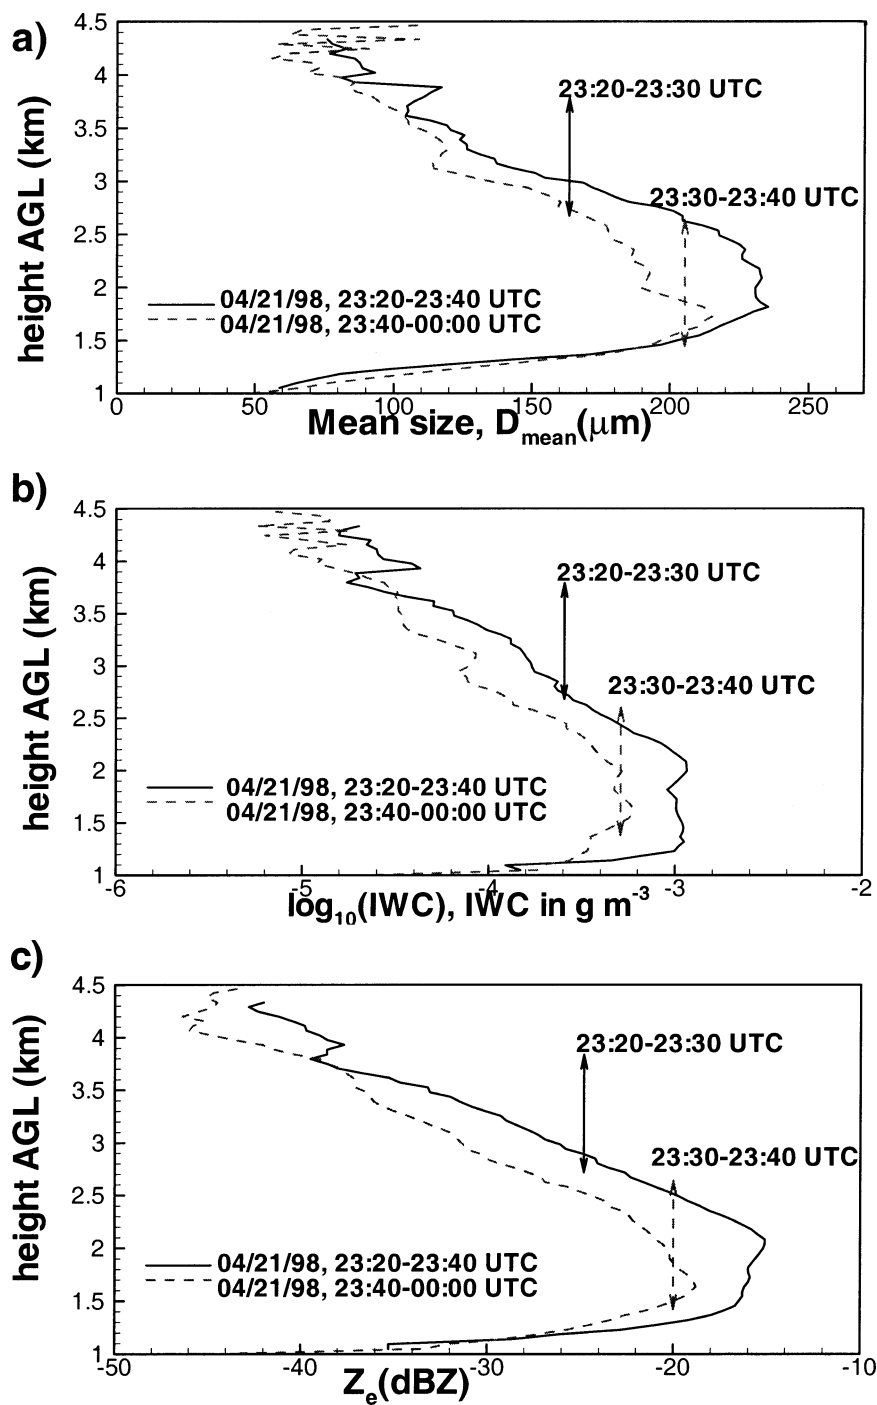 a)
height AGL (km)
4.5
4
3.5
3
2.5
2
1.5
1
23:20-23:30 UTC
23:30-23:40 UTC
04/21/98, 23:20-23:40 UTC
04/21/98, 23:40-00:00 UTC
0 50 100 150 200 250
Mean size, Dmean(μm)
b)
height AGL (km)
4.5
4
3.5
3
2.5
2
1.5
1
23:20-23:30 UTC
23:30-23:40 UTC
04/21/98, 23:20-23:40 UTC
04/21/98, 23:40-00:00 UTC
-6 -5 -4 -3 -2
log10(IWC), IWC in g m-3
c)
height AGL (km)
4.5
4
3.5
3
2.5
2
1.5
1
23:20-23:30 UTC
23:30-23:40 UTC
04/21/98, 23:20-23:40 UTC
04/21/98, 23:40-00:00 UTC
-50 -40 -30 -20 -10
Ze(dBZ)